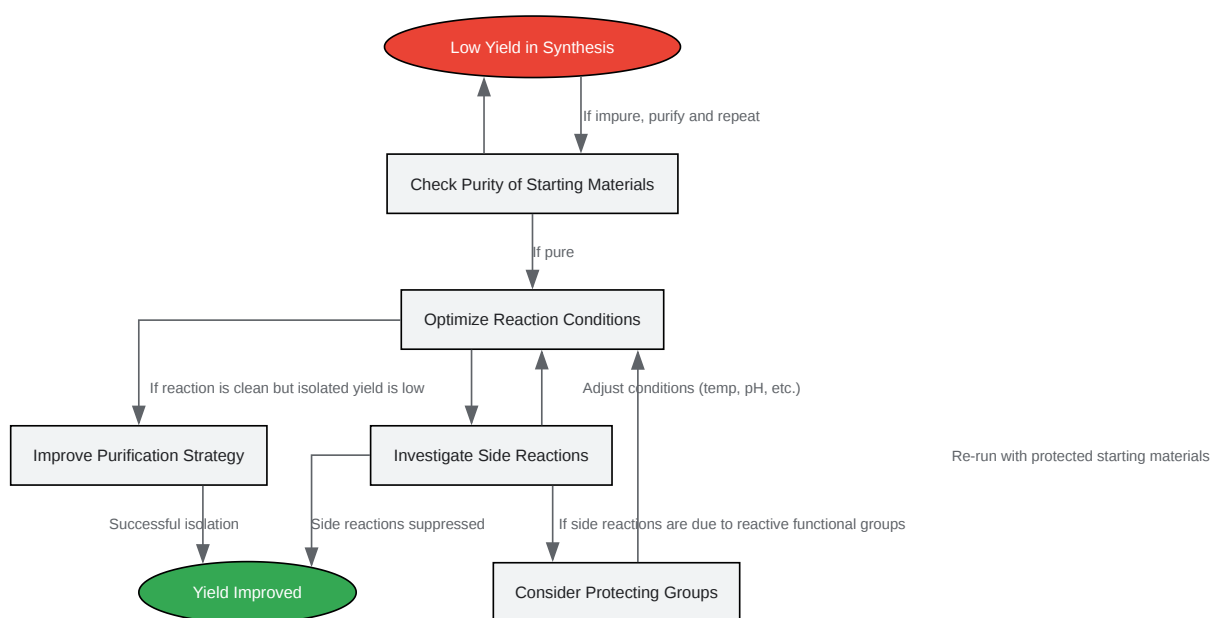 Low Yield in Synthesis
If impure, purify and repeat
Check Purity of Starting Materials
If pure
Optimize Reaction Conditions
If reaction is clean but isolated yield is low
Adjust conditions (temp, pH, etc.)
Improve Purification Strategy
Investigate Side Reactions
Re-run with protected starting materials
Successful isolation
Side reactions suppressed
If side reactions are due to reactive functional groups
Yield Improved
Consider Protecting Groups